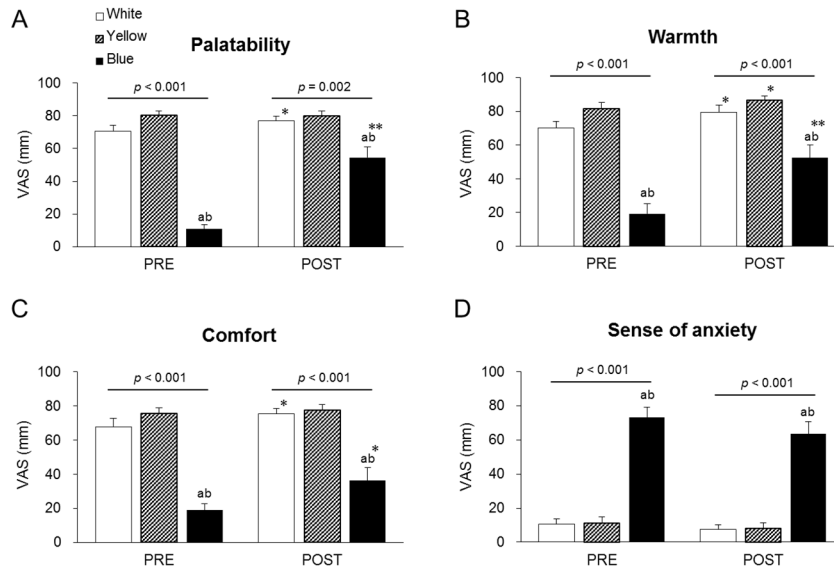 A
White
Yellow
Blue
Palatability
p < 0.001
p = 0.002
VAS (mm)
100
80
60
40
20
0
ab
*
**
ab
PRE
POST
B
Warmth
p < 0.001
p < 0.001
VAS (mm)
100
80
60
40
20
0
ab
*
*
**
ab
PRE
POST
C
Comfort
p < 0.001
p < 0.001
VAS (mm)
100
80
60
40
20
0
ab
*
*
ab
PRE
POST
D
Sense of anxiety
p < 0.001
p < 0.001
VAS (mm)
100
80
60
40
20
0
ab
ab
PRE
POST